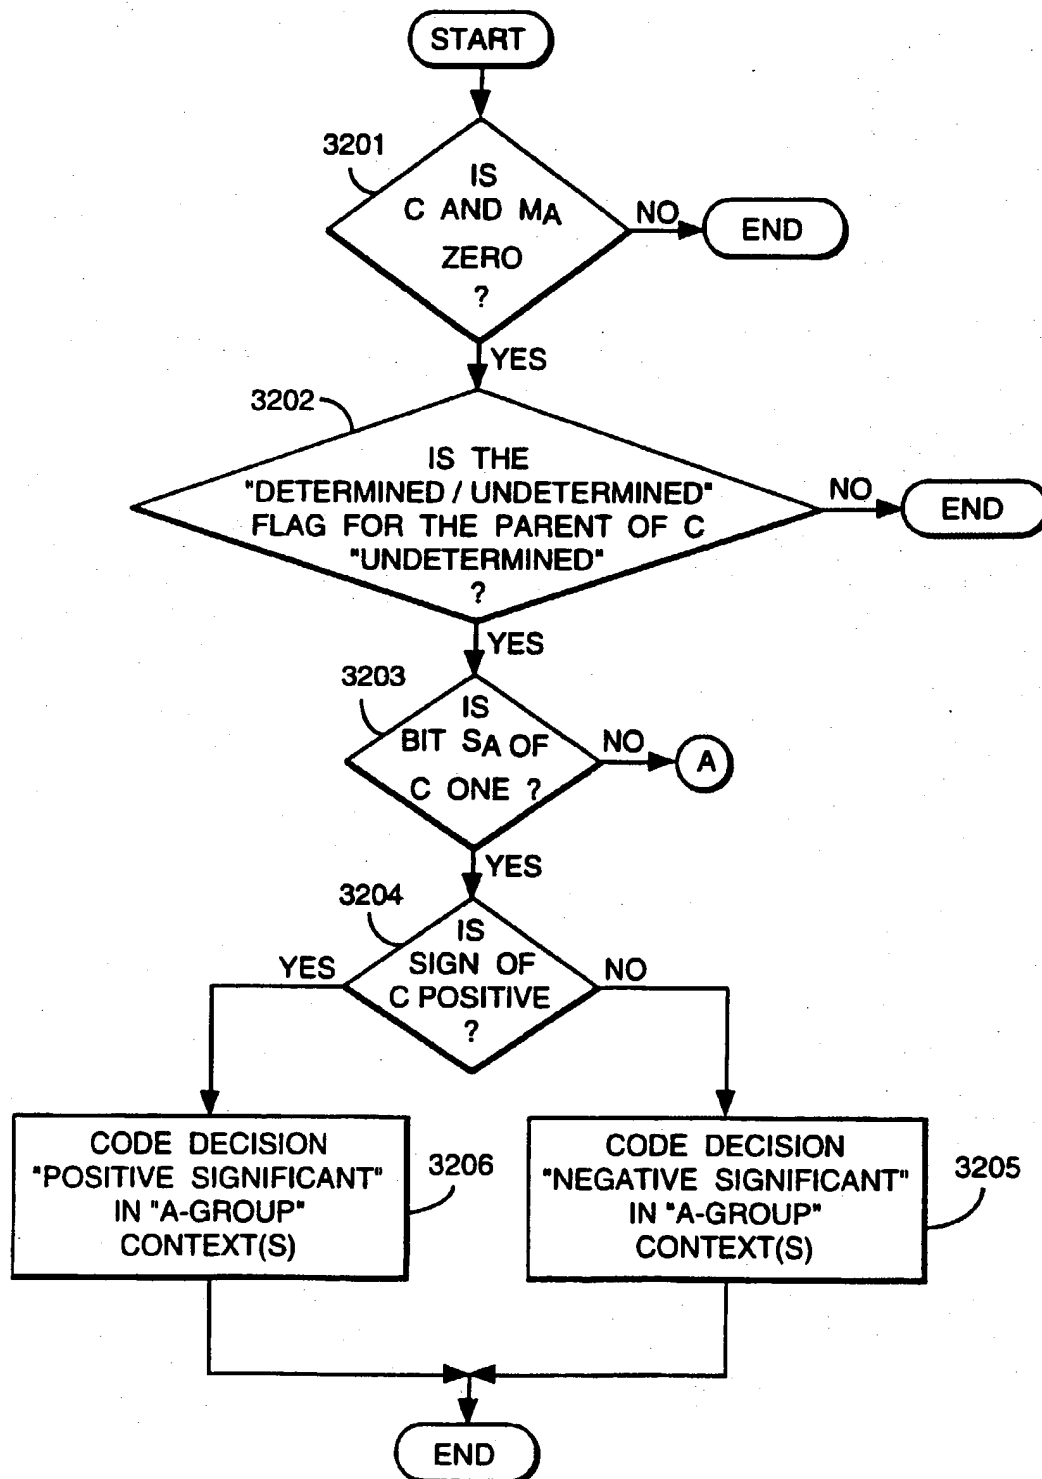 START
3201
IS
C AND MA
ZERO
?
NO
END
YES
3202
IS THE
"DETERMINED / UNDETERMINED"
FLAG FOR THE PARENT OF C
"UNDETERMINED"
?
NO
END
YES
3203
IS
BIT SA OF
C ONE ?
NO
A
YES
3204
IS
SIGN OF
C POSITIVE
?
YES
NO
CODE DECISION
"POSITIVE SIGNIFICANT"
IN "A-GROUP"
CONTEXT(S)
3206
CODE DECISION
"NEGATIVE SIGNIFICANT"
IN "A-GROUP"
CONTEXT(S)
3205
END